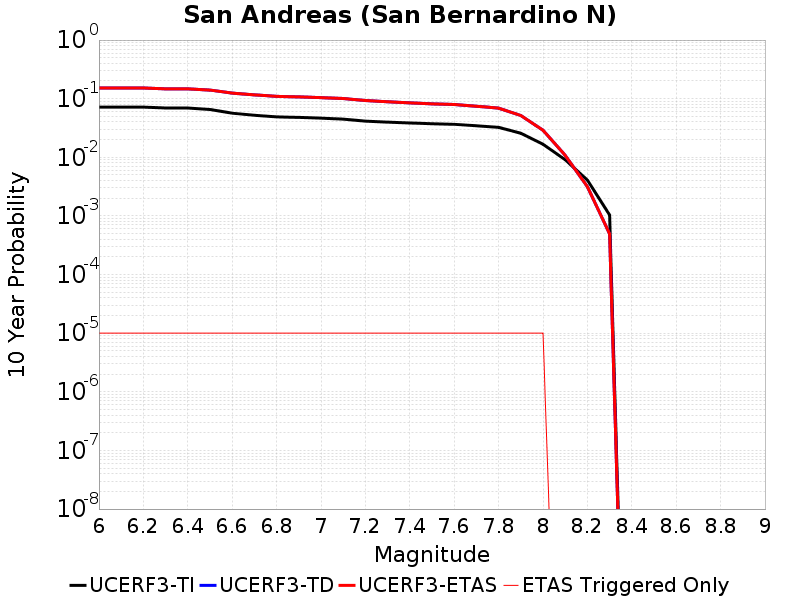 San Andreas (San Bernardino N)
10^0
10^-1
10^-2
10^-3
10^-4
10^-5
10^-6
10^-7
10^-8
10 Year Probability
6 6.2 6.4 6.6 6.8 7 7.2 7.4 7.6 7.8 8 8.2 8.4 8.6 8.8 9
Magnitude
UCERF3-TI UCERF3-TD UCERF3-ETAS ETAS Triggered Only